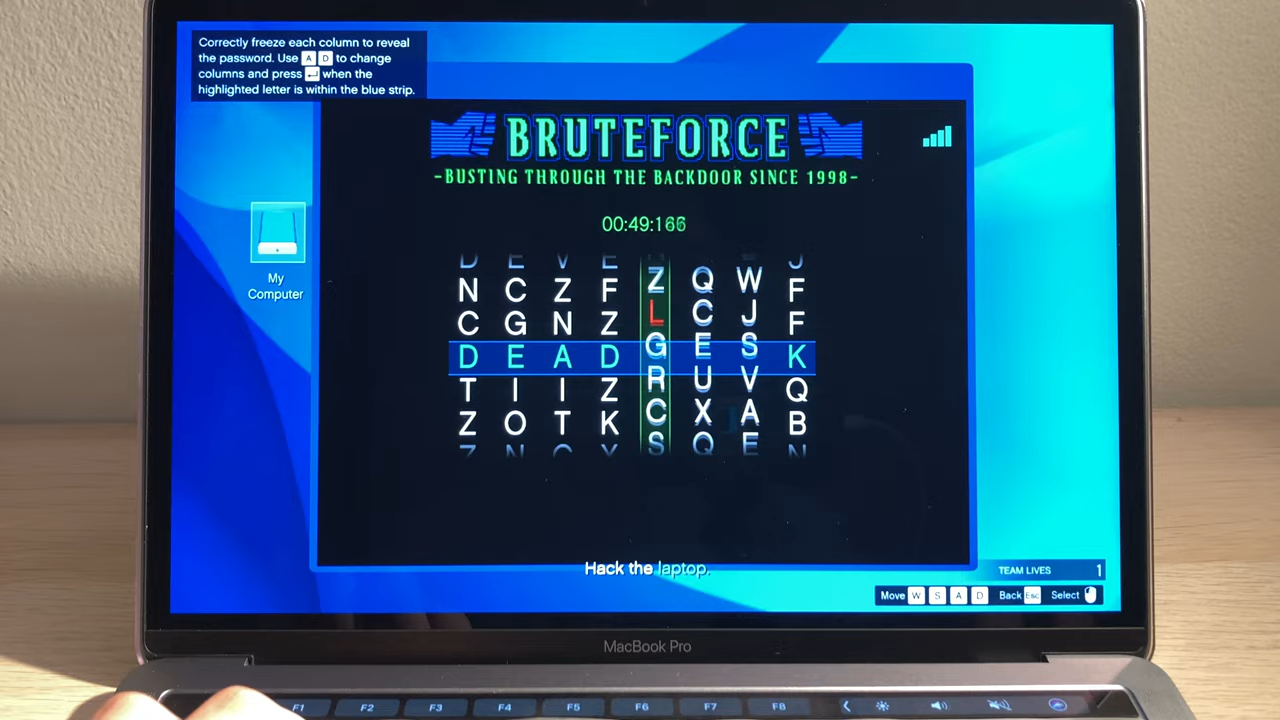 Correctly freeze each column to reveal
the password. Use A D to change
columns and press when the
highlighted letter is within the blue strip.
BRUTEFORCE
-BUSTING THROUGH THE BACKDOOR SINCE 1998-
00:49:166
My
Computer
N C Z F Z Q W F
C G N Z L C J F
D E A D G E S K
T I I Z R U V Q
Z O T K C X A B
Hack the laptop.
TEAM LIVES 1
Move W S A D Back Esc Select
MacBook Pro
F1 F2 F3 F4 F5 F6 F7 F8